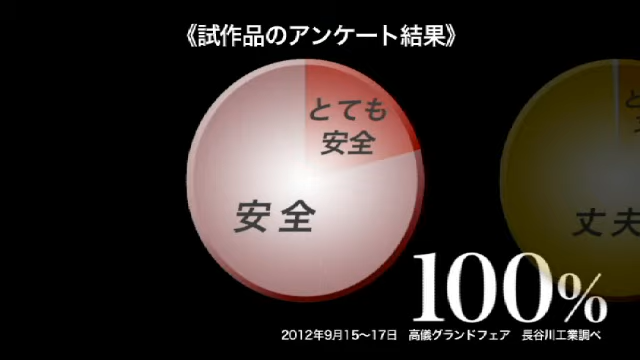 《試作品のアンケート結果》
とても
安全
安全
丈夫
100%
2012年9月15〜17日　高儀グランドフェア　長谷川工業調べ